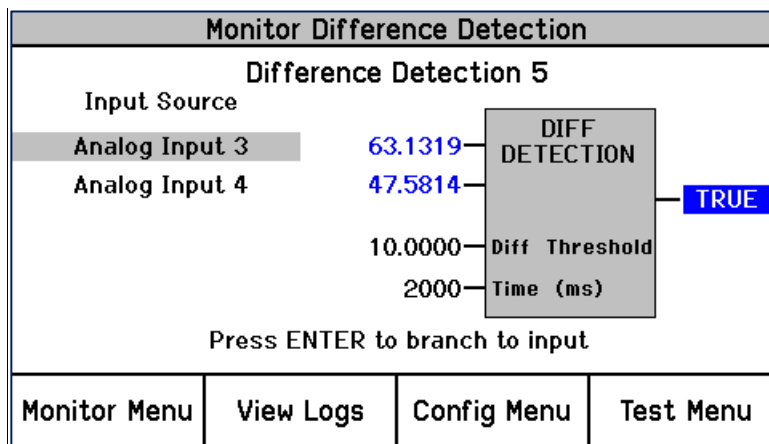 Monitor Difference Detection
Difference Detection 5
Input Source
Analog Input 3 63.1319
DIFF
DETECTION
Analog Input 4 47.5814
TRUE
10.0000 Diff Threshold
2000 Time (ms)
Press ENTER to branch to input
Monitor Menu View Logs Config Menu Test Menu